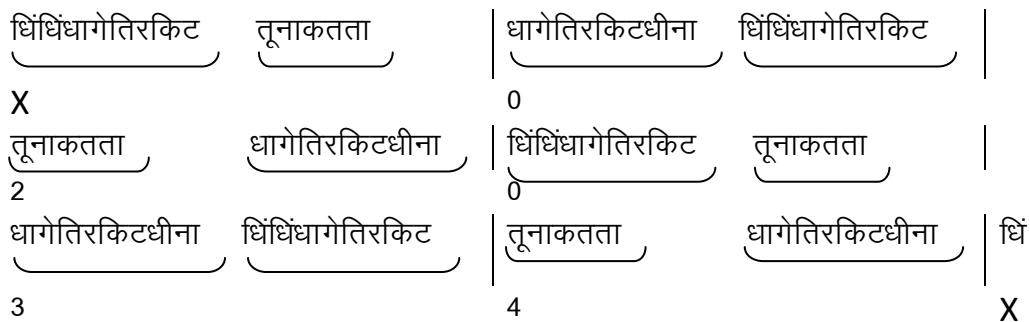 धिंधिंधागेतिरकिट तूनाकतता | धागेतिरकिटधीना धिंधिंधागेतिरकिट |
X 0
तूनाकतता धागेतिरकिटधीना | धिंधिंधागेतिरकिट तूनाकतता |
2 0
धागेतिरकिटधीना धिंधिंधागेतिरकिट | तूनाकतता धागेतिरकिटधीना | धिं
3 4 X